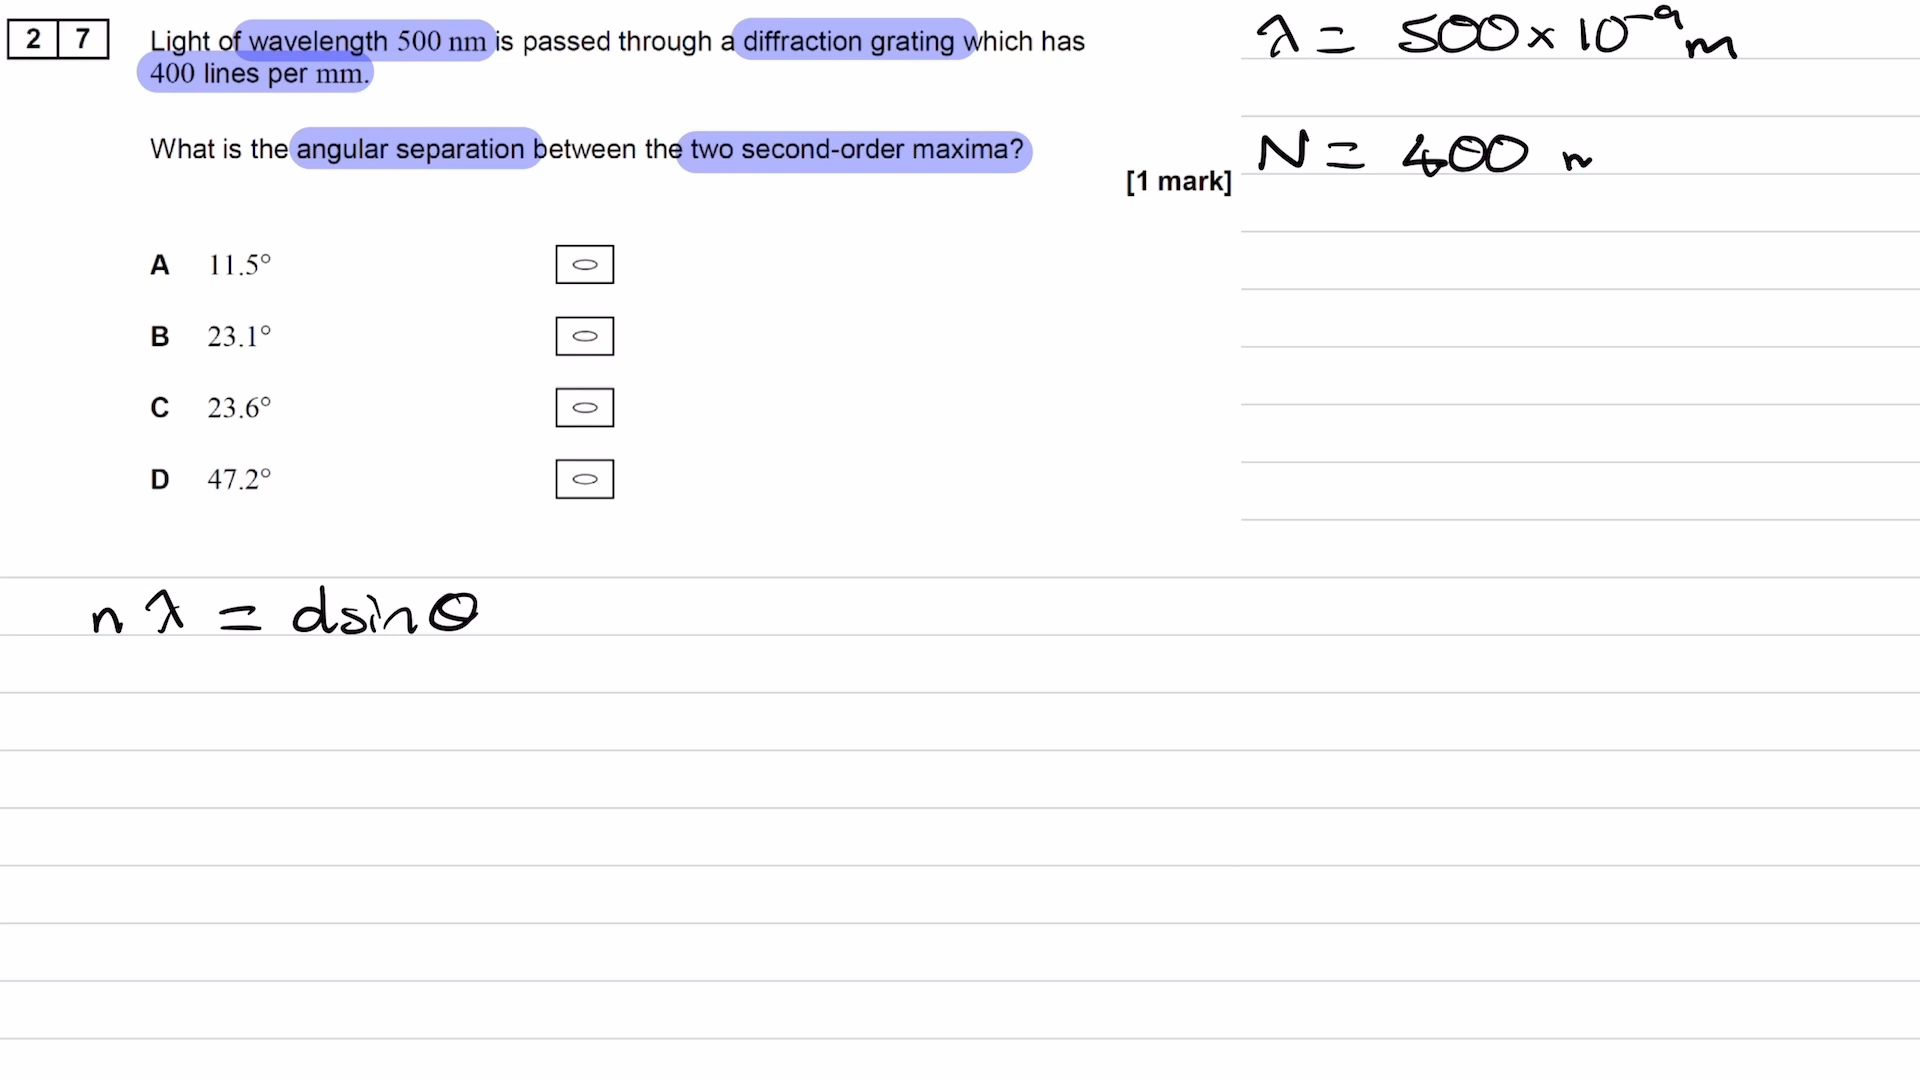 2 7 Light of wavelength 500 nm is passed through a diffraction grating which has
400 lines per mm.
What is the angular separation between the two second-order maxima?
[1 mark]
A 11.5°
B 23.1°
C 23.6°
D 47.2°
λ = 500 × 10⁻⁹ m
N = 400 m
n λ = dsinθ